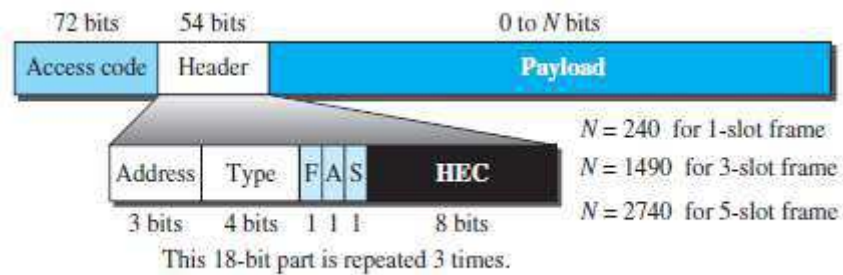 72 bits 54 bits 0 to N bits
Access code Header Payload
N = 240 for 1-slot frame
Address Type F A S HEC
N = 1490 for 3-slot frame
3 bits 4 bits 1 1 1 8 bits
N = 2740 for 5-slot frame
This 18-bit part is repeated 3 times.